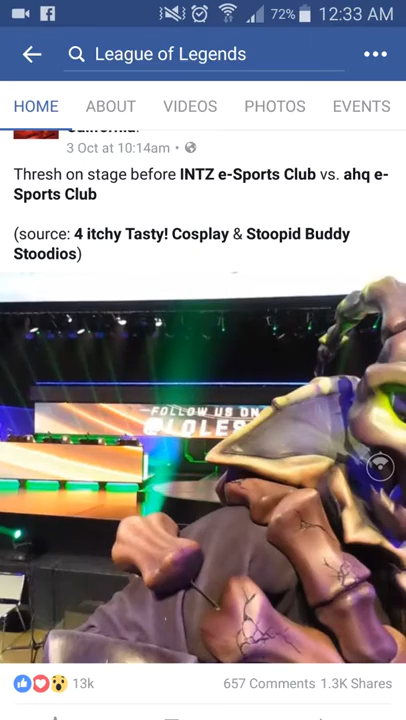 72% 12:33 AM
League of Legends
HOME ABOUT VIDEOS PHOTOS EVENTS
California.
3 Oct at 10:14am
Thresh on stage before INTZ e-Sports Club vs. ahq e-
Sports Club
(source: 4 itchy Tasty! Cosplay & Stoopid Buddy
Stoodios)
FOLLOW US ON
@LOLES
13k 657 Comments 1.3K Shares